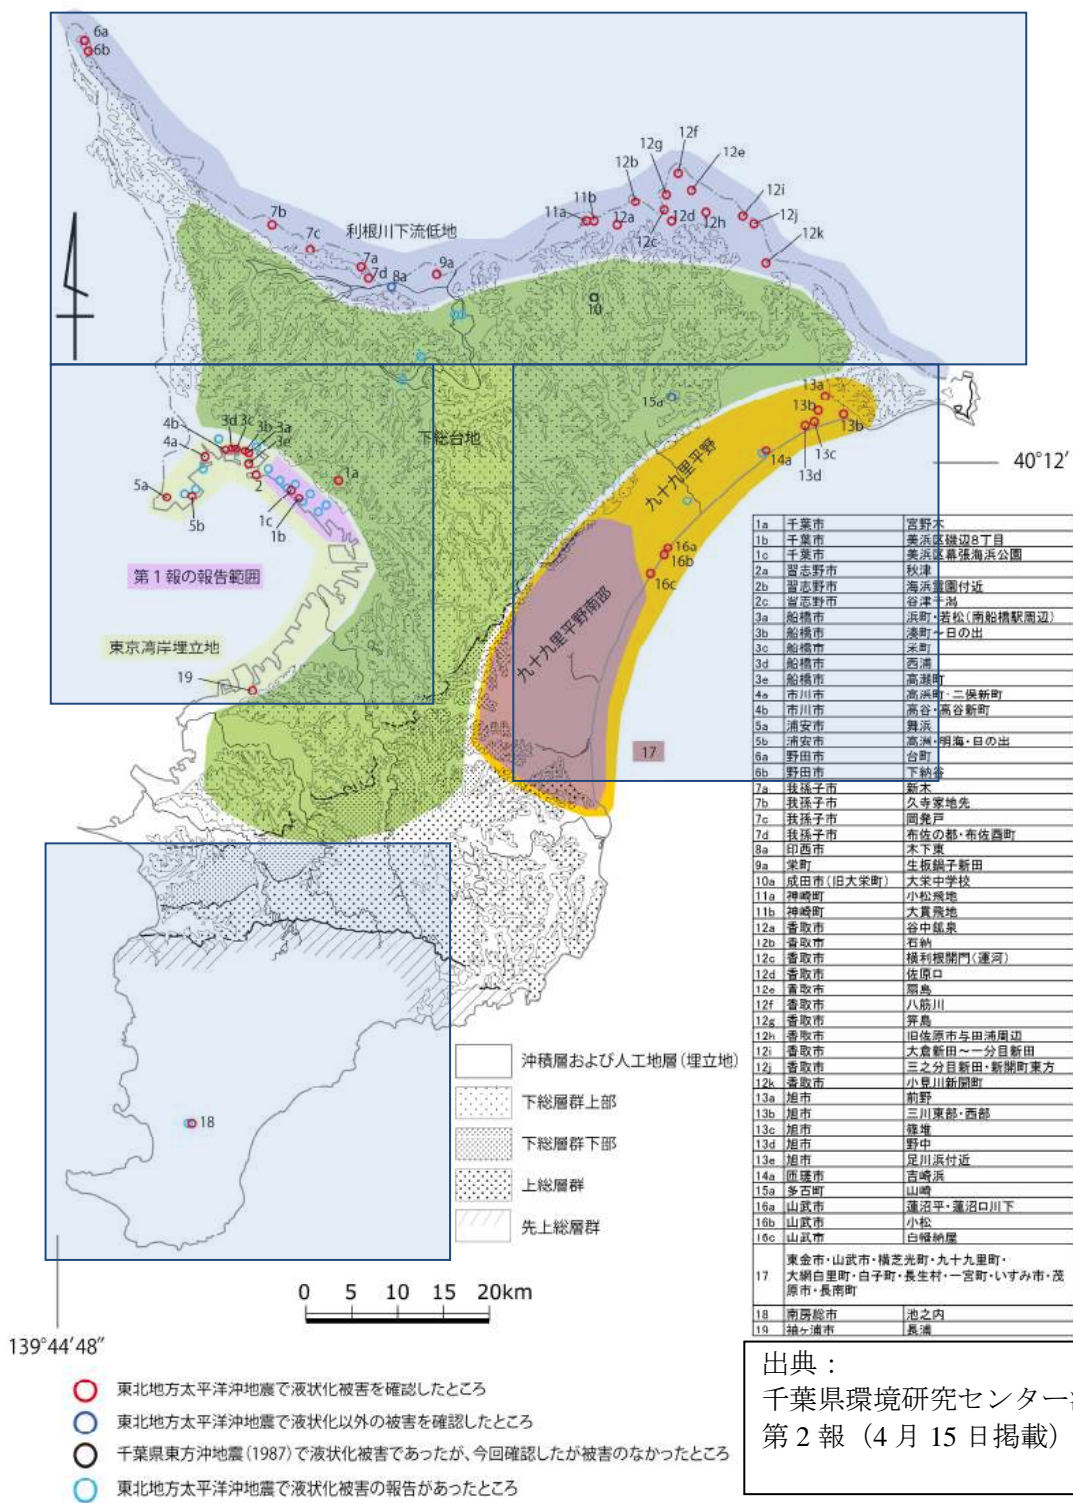 6a
6b
12f
12g
12e
12b
11b
12i
11a
12a
12j
7b
利根川下流低地
12d
12h
12c
7c
12k
7a
9a
7d
8a
10
13a
15a
13b
13b
3d
3c
3b
3a
4b
下総台地
九十九里平野
13c
4a
3e
14a
13d
40°12′
1a
2
5a
5b
1c
1b
16a
16b
第1報の報告範囲
16c
九十九里平野南部
東京湾岸埋立地
19
17
18
1a 千葉市 宮野木
1b 千葉市 美浜区磯辺8丁目
1c 千葉市 美浜区幕張海浜公園
2a 習志野市 秋津
2b 習志野市 海浜霊園付近
2c 習志野市 谷津干潟
3a 船橋市 浜町・若松(南船橋駅周辺)
3b 船橋市 湊町～日の出
3c 船橋市 栄町
3d 船橋市 西浦
3e 船橋市 高瀬町
4a 市川市 高浜町・二俣新町
4b 市川市 高谷・高谷新町
5a 浦安市 舞浜
5b 浦安市 高洲・明海・日の出
6a 野田市 台町
6b 野田市 下納谷
7a 我孫子市 新木
7b 我孫子市 久寺家地先
7c 我孫子市 岡発戸
7d 我孫子市 布佐の都・布佐酉町
8a 印西市 木下東
9a 栄町 生板鍋子新田
10a 成田市(旧大栄町) 大栄中学校
11a 神崎町 小松飛地
11b 神崎町 大貫飛地
12a 香取市 谷中鉱泉
12b 香取市 石納
12c 香取市 横利根閘門(運河)
12d 香取市 佐原口
12e 香取市 扇島
12f 香取市 八筋川
12g 香取市
12h 香取市 旧佐原市与田浦周辺
12i 香取市 大倉新田～一分目新田
12j 香取市 三之分目新田・新開町東方
12k 香取市 小見川新開町
13a 旭市 前野
13b 旭市 三川東部・西部
13c 旭市
13d 旭市 野中
13e 旭市 足川浜付近
14a 匝瑳市 吉崎浜
15a 多古町 山崎
16a 山武市 蓮沼平・蓮沼口川下
16b 山武市 小松
16c 山武市 白幡納屋
東金市・山武市・横芝光町・九十九里町・
17 大網白里町・白子町・長生村・一宮町・いすみ市・茂
原市・長南町
18 南房総市 池之内
19 袖ヶ浦市 長浦
沖積層および人工地層(埋立地)
下総層群上部
下総層群下部
上総層群
先上総層群
0 5 10 15 20km
139°44′48″
東北地方太平洋沖地震で液状化被害を確認したところ
東北地方太平洋沖地震で液状化以外の被害を確認したところ
千葉県東方沖地震(1987)で液状化被害であったが、今回確認したが被害のなかったところ
東北地方太平洋沖地震で液状化被害の報告があったところ
出典：
千葉県環境研究センター
第2報（4月15日掲載）